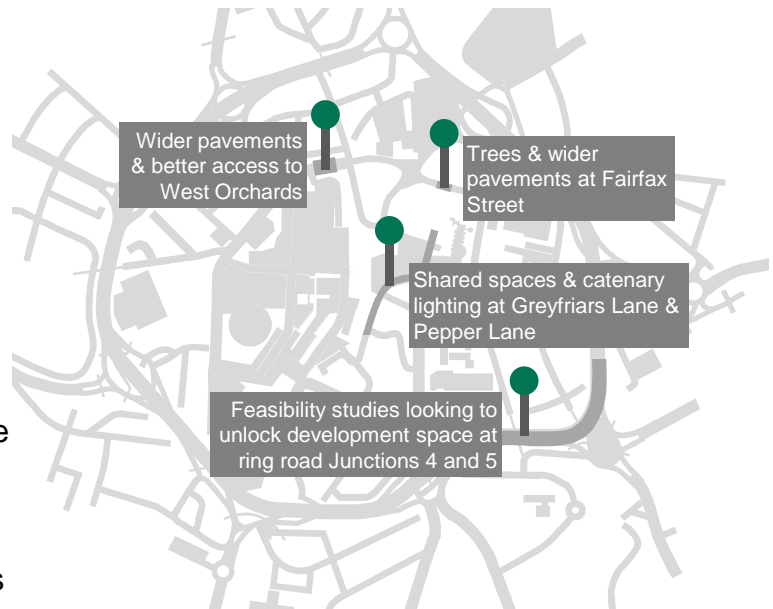 Wider pavements
& better access to
West Orchards
Trees & wider
pavements at Fairfax
Street
Shared spaces & catenary
lighting at Greyfriars Lane &
Pepper Lane
Feasibility studies looking to
unlock development space at
ring road Junctions 4 and 5